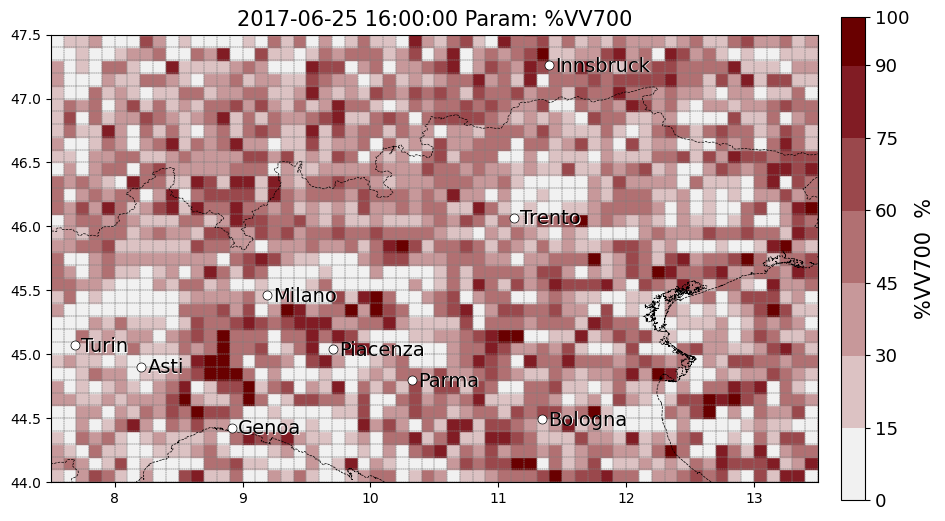 2017-06-25 16:00:00 Param: %VV700
47.5
47.0
46.5
46.0
45.5
45.0
44.5
44.0
8
9
10
11
12
13
Innsbruck
Trento
Milano
Turin
Piacenza
Asti
Parma
Bologna
Genoa
100
90
75
60
45
30
15
0
%VV700 %